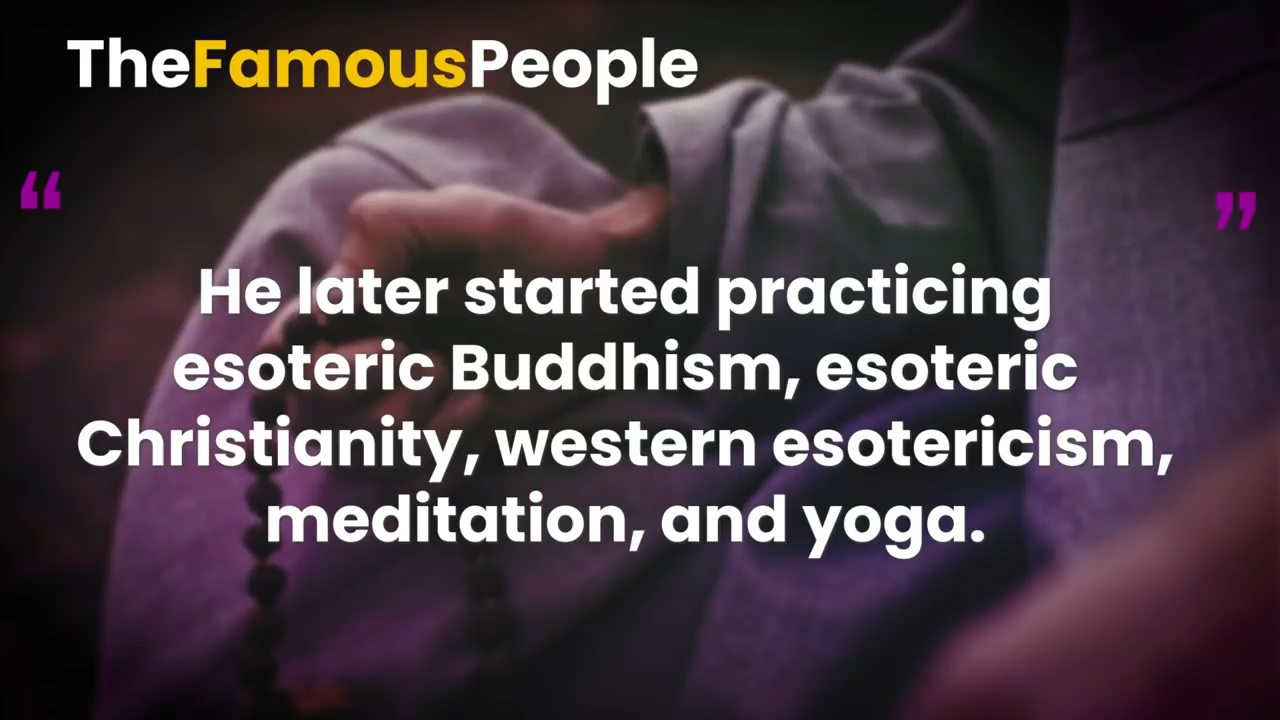 TheFamousPeople
“ ”
He later started practicing
esoteric Buddhism, esoteric
Christianity, western esotericism,
meditation, and yoga.